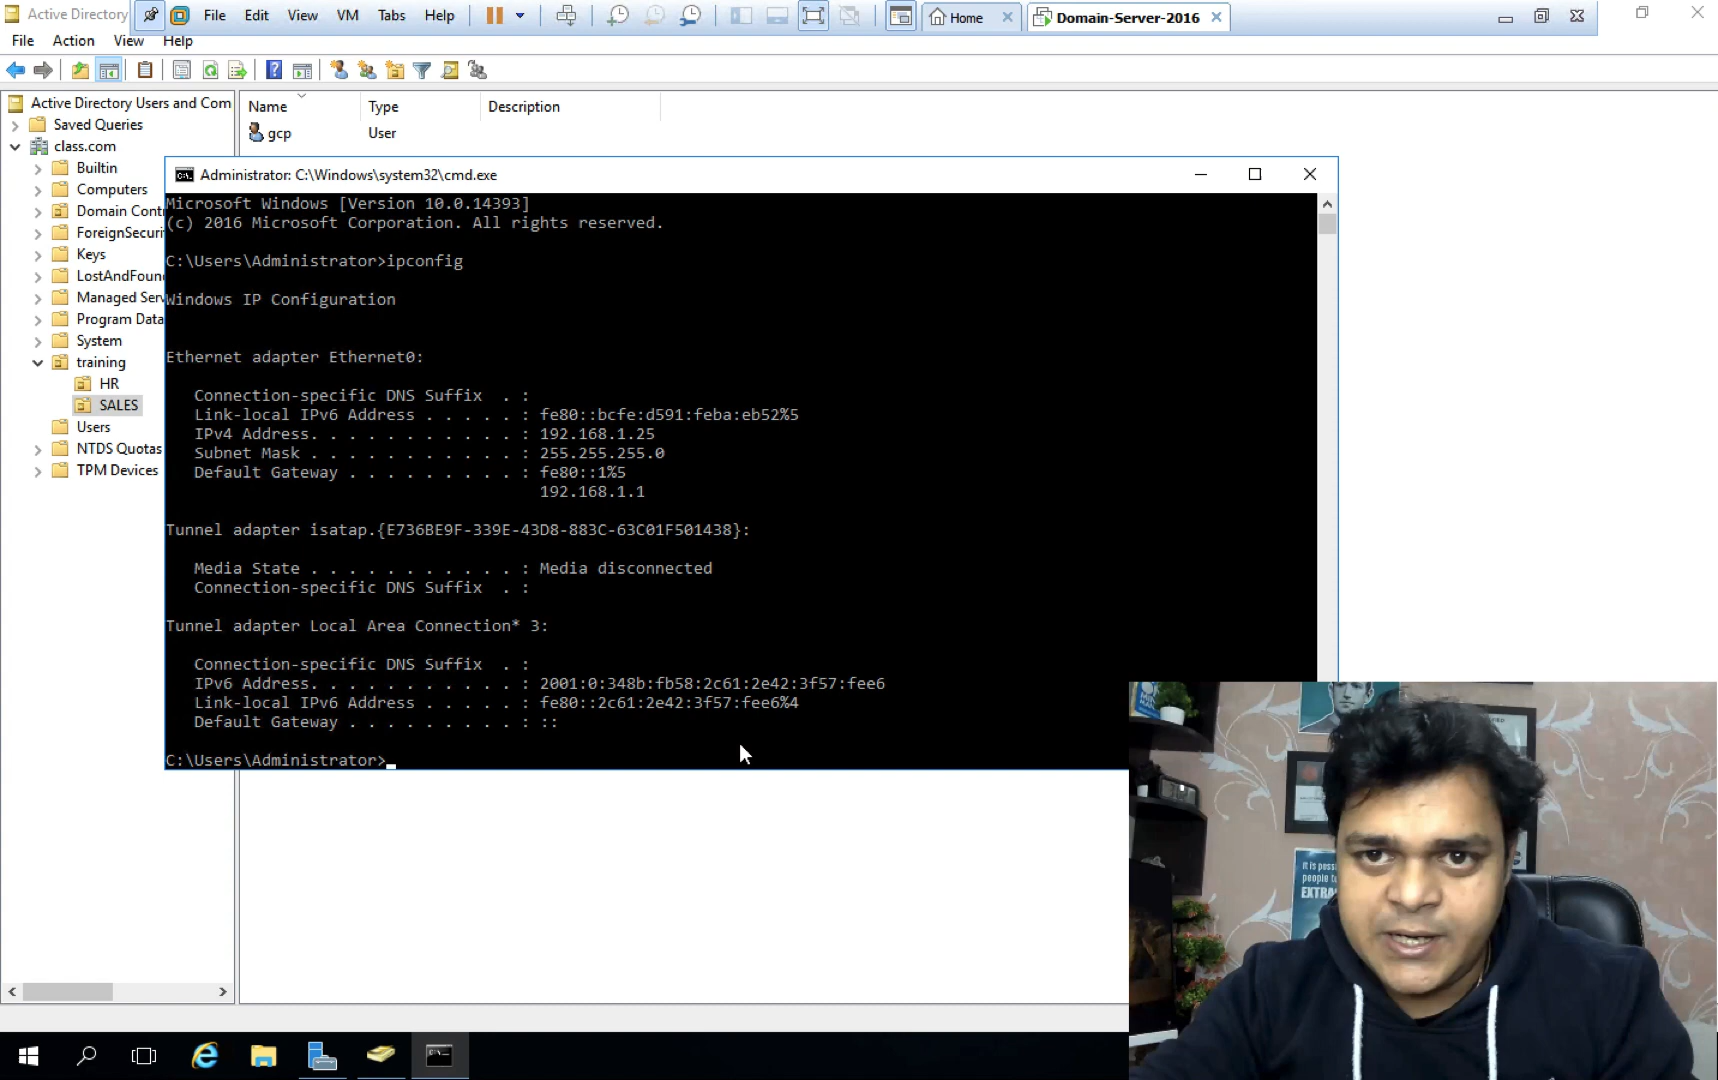 Active Directory File Edit View VM Tabs Help Home Domain-Server-2016
File Action View Help
Active Directory Users and Com
Saved Queries
class.com
Builtin
Computers
Domain Contr
ForeignSecuri
Keys
LostAndFoun
Managed Serv
Program Data
System
training
HR
SALES
Users
NTDS Quotas
TPM Devices
Name Type Description
gcp User
Administrator: C:\Windows\system32\cmd.exe
Microsoft Windows [Version 10.0.14393]
(c) 2016 Microsoft Corporation. All rights reserved.
C:\Users\Administrator>ipconfig
Windows IP Configuration
Ethernet adapter Ethernet0:
Connection-specific DNS Suffix . :
Link-local IPv6 Address . . . . . : fe80::bcfe:d591:feba:eb52%5
IPv4 Address. . . . . . . . . . . : 192.168.1.25
Subnet Mask . . . . . . . . . . . : 255.255.255.0
Default Gateway . . . . . . . . . : fe80::1%5
192.168.1.1
Tunnel adapter isatap.{E736BE9F-339E-43D8-883C-63C01F501438}:
Media State . . . . . . . . . . . : Media disconnected
Connection-specific DNS Suffix . :
Tunnel adapter Local Area Connection* 3:
Connection-specific DNS Suffix . :
IPv6 Address. . . . . . . . . . . : 2001:0:348b:fb58:2c61:2e42:3f57:fee6
Link-local IPv6 Address . . . . . : fe80::2c61:2e42:3f57:fee6%4
Default Gateway . . . . . . . . . : ::
C:\Users\Administrator>
It is
people
EXTRA